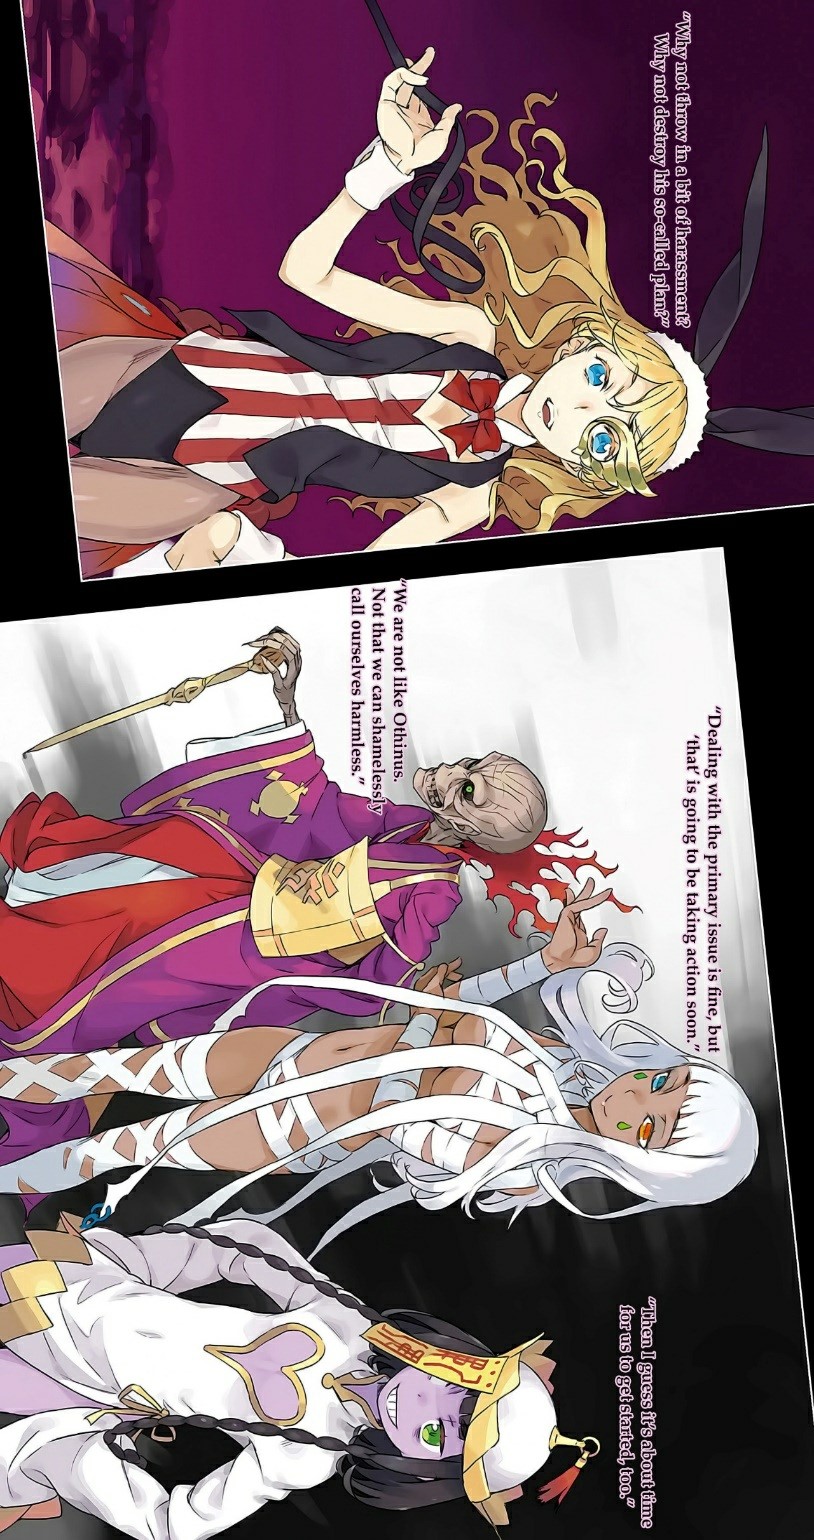 “Why not throw in a bit of harassment?
Why not destroy his so-called plan?”
“We are not like Othinus.
Not that we can shamelessly
call ourselves harmless.”
“Dealing with the primary issue is fine, but
‘that’ is going to be taking action soon.”
“Then I guess it’s about time
for us to get started, too.”